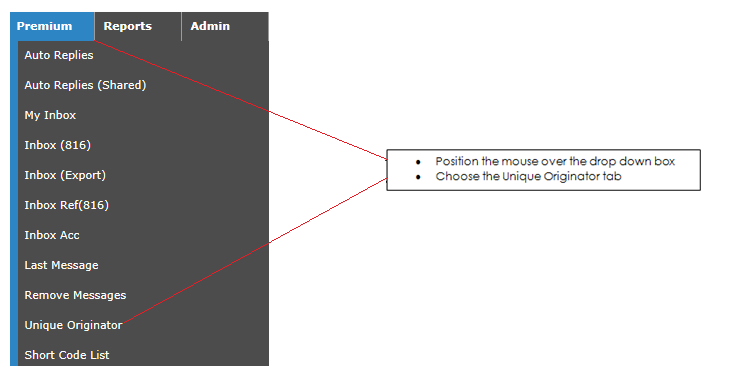 Premium Reports Admin
Auto Replies
Auto Replies (Shared)
My Inbox
Inbox (816)
Inbox (Export)
Inbox Ref(816)
Inbox Acc
Last Message
Remove Messages
Unique Originator
Short Code List
• Position the mouse over the drop down box
• Choose the Unique Originator tab